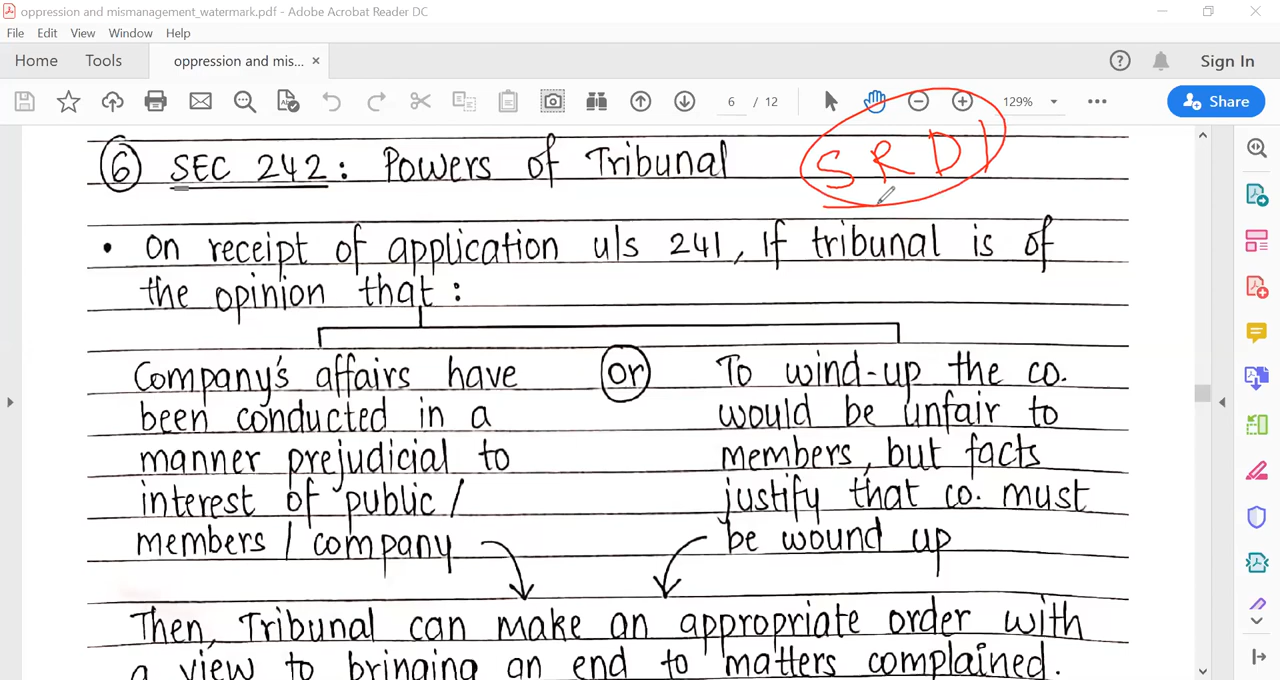 oppression and mismanagement_watermark.pdf - Adobe Acrobat Reader DC
File Edit View Window Help
Home Tools oppression and mis... × Sign In
6 / 12 129% Share
6 SEC 242 : Powers of Tribunal SRDI
• On receipt of application u/s 241, if tribunal is of
the opinion that :
Company's affairs have
been conducted in a
manner prejudicial to
interest of public /
members / company
or
To wind-up the co.
would be unfair to
members, but facts
justify that co. must
be wound up
Then, Tribunal can make an appropriate order with
a view to bringing an end to matters complained.